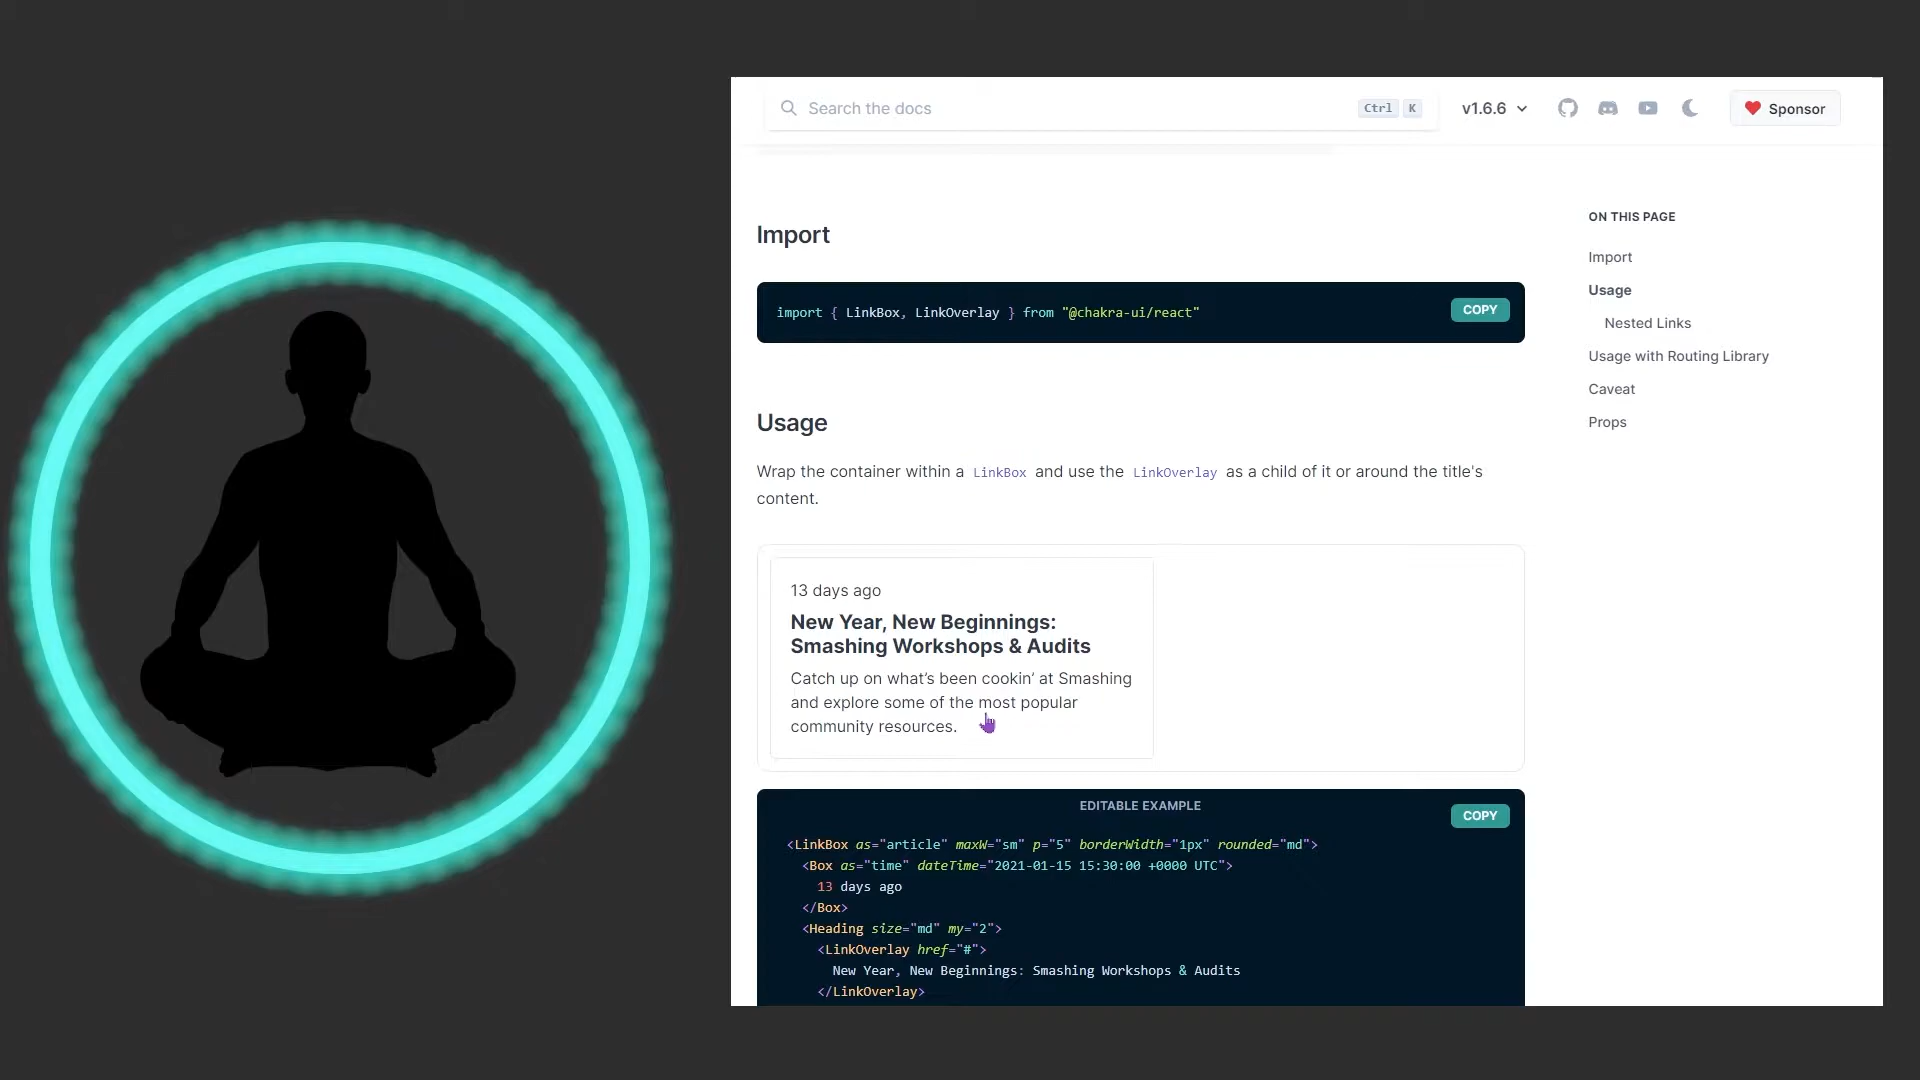 Search the docs
Ctrl K
v1.6.6
Sponsor
Import
import { LinkBox, LinkOverlay } from "@chakra-ui/react"
COPY
Usage
Wrap the container within a LinkBox and use the LinkOverlay as a child of it or around the title's
content.
13 days ago
New Year, New Beginnings:
Smashing Workshops & Audits
Catch up on what’s been cookin’ at Smashing
and explore some of the most popular
community resources.
EDITABLE EXAMPLE
COPY
<LinkBox as="article" maxW="sm" p="5" borderWidth="1px" rounded="md">
<Box as="time" dateTime="2021-01-15 15:30:00 +0000 UTC">
13 days ago
</Box>
<Heading size="md" my="2">
<LinkOverlay href="#">
New Year, New Beginnings: Smashing Workshops & Audits
</LinkOverlay>
ON THIS PAGE
Import
Usage
Nested Links
Usage with Routing Library
Caveat
Props